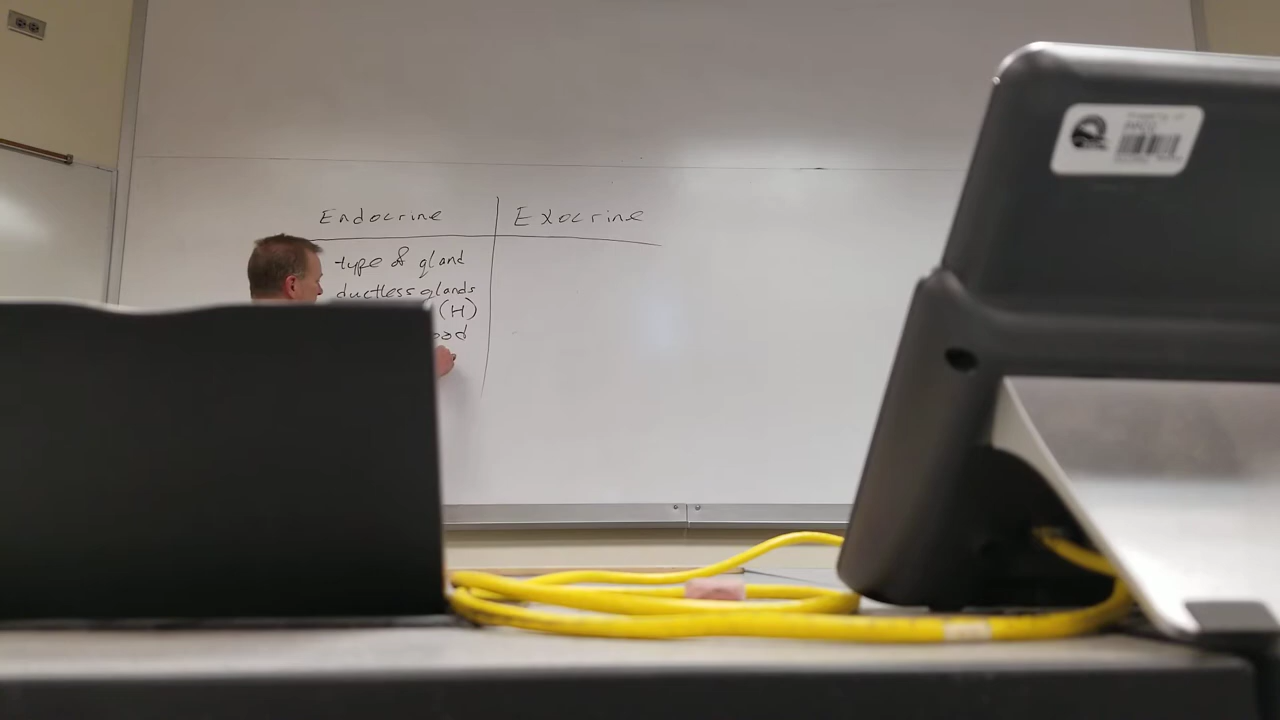 Endocrine
Exocrine
type of gland
ductless glands
(H)